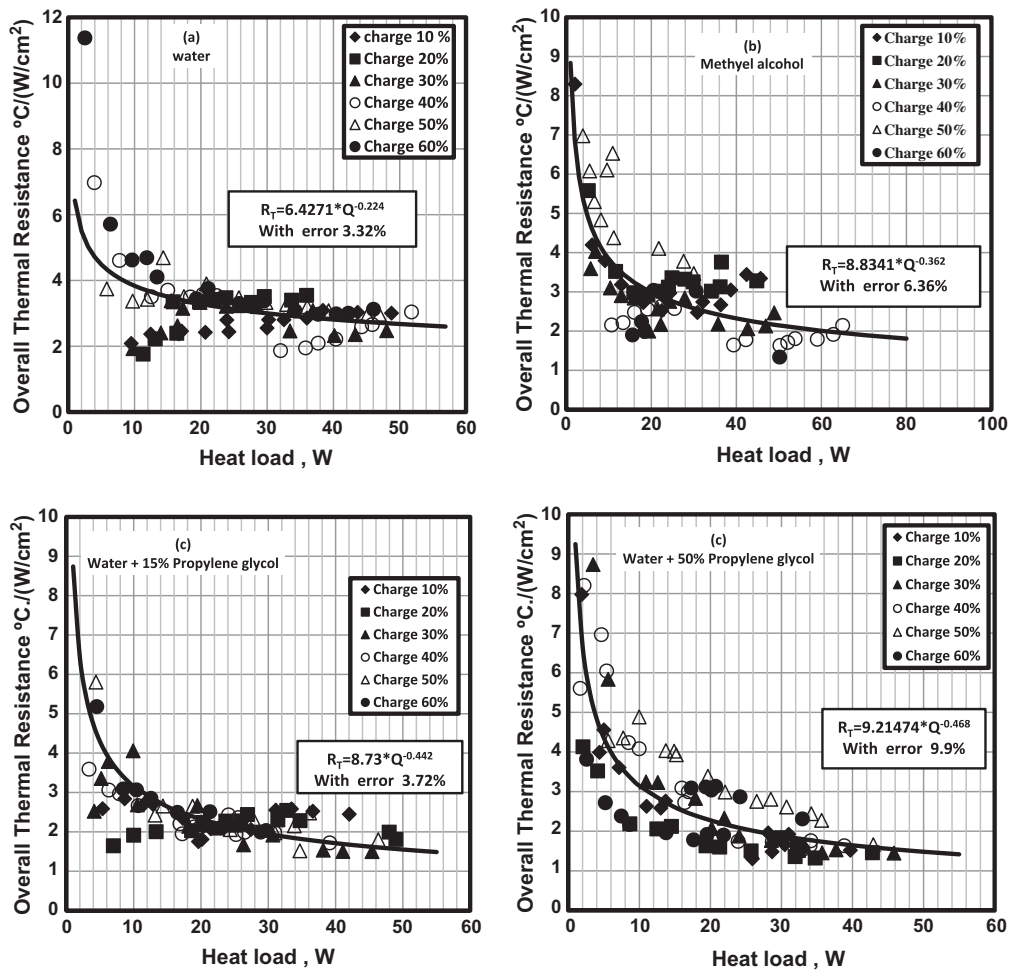 (a)
water
charge 10 %
Charge 20%
Charge 30%
Charge 40%
Charge 50%
Charge 60%
R_T=6.4271*Q^-0.224
With error 3.32%
Overall Thermal Resistance ºC/(W/cm²)
12
10
8
6
4
2
0
0 10 20 30 40 50 60
Heat load , W
(b)
Methyel alcohol
Charge 10%
Charge 20%
Charge 30%
Charge 40%
Charge 50%
Charge 60%
R_T=8.8341*Q^-0.362
With error 6.36%
Overall Thermal Resistance ºC/(W/cm²)
10
9
8
7
6
5
4
3
2
1
0
0 20 40 60 80 100
Heat load , W
(c)
Water + 15% Propylene glycol
Charge 10%
Charge 20%
Charge 30%
Charge 40%
Charge 50%
Charge 60%
R_T=8.73*Q^-0.442
With error 3.72%
Overall Thermal Resistance ºC./(W/cm²)
10
9
8
7
6
5
4
3
2
1
0
0 10 20 30 40 50 60
Heat load , W
(c)
Water + 50% Propylene glycol
Charge 10%
Charge 20%
Charge 30%
Charge 40%
Charge 50%
Charge 60%
R_T=9.21474*Q^-0.468
With error 9.9%
Overall Thermal Resistance ºC./(W/cm²)
10
9
8
7
6
5
4
3
2
1
0
0 10 20 30 40 50 60
Heat load , W